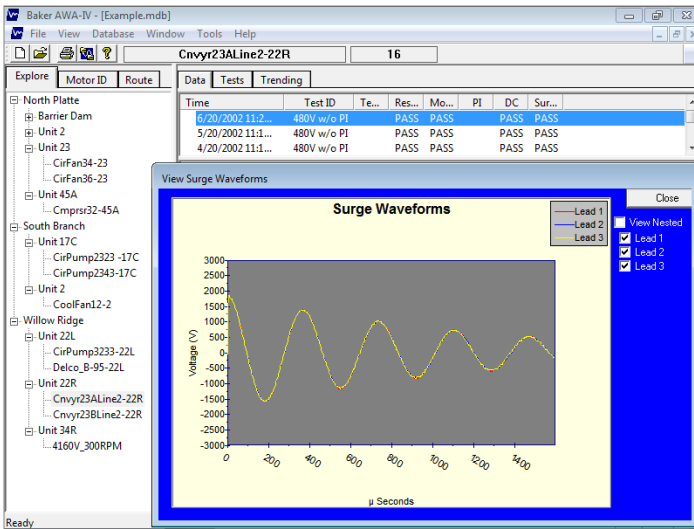 Baker AWA-IV - [Example.mdb]
File View Database Window Tools Help
Cnvyr23ALine2-22R 16
Explore Motor ID Route
Data Tests Trending
North Platte
Barrier Dam
Unit 2
Unit 23
CirFan34-23
CirFan36-23
Unit 45A
Cmprsr32-45A
South Branch
Unit 17C
CirPump2323 -17C
CirPump2343-17C
Unit 2
CoolFan12-2
Willow Ridge
Unit 22L
CirPump3233-22L
Delco_B-95-22L
Unit 22R
Cnvyr23ALine2-22R
Cnvyr23BLine2-22R
Unit 34R
4160V_300RPM
Time Test ID Te... Res... Mo... PI DC Sur...
6/20/2002 11:2... 480V w/o PI PASS PASS PASS PASS
5/20/2002 11:1... 480V w/o PI PASS PASS PASS PASS
4/20/2002 11:1... 480V w/o PI PASS PASS PASS PASS
View Surge Waveforms
Close
View Nested
Lead 1
Lead 2
Lead 3
Surge Waveforms
Lead 1
Lead 2
Lead 3
Voltage (V)
3000
2500
2000
1500
1000
500
0
-500
-1000
-1500
-2000
-2500
-3000
0 200 400 600 800 1000 1200 1400
µ Seconds
Ready